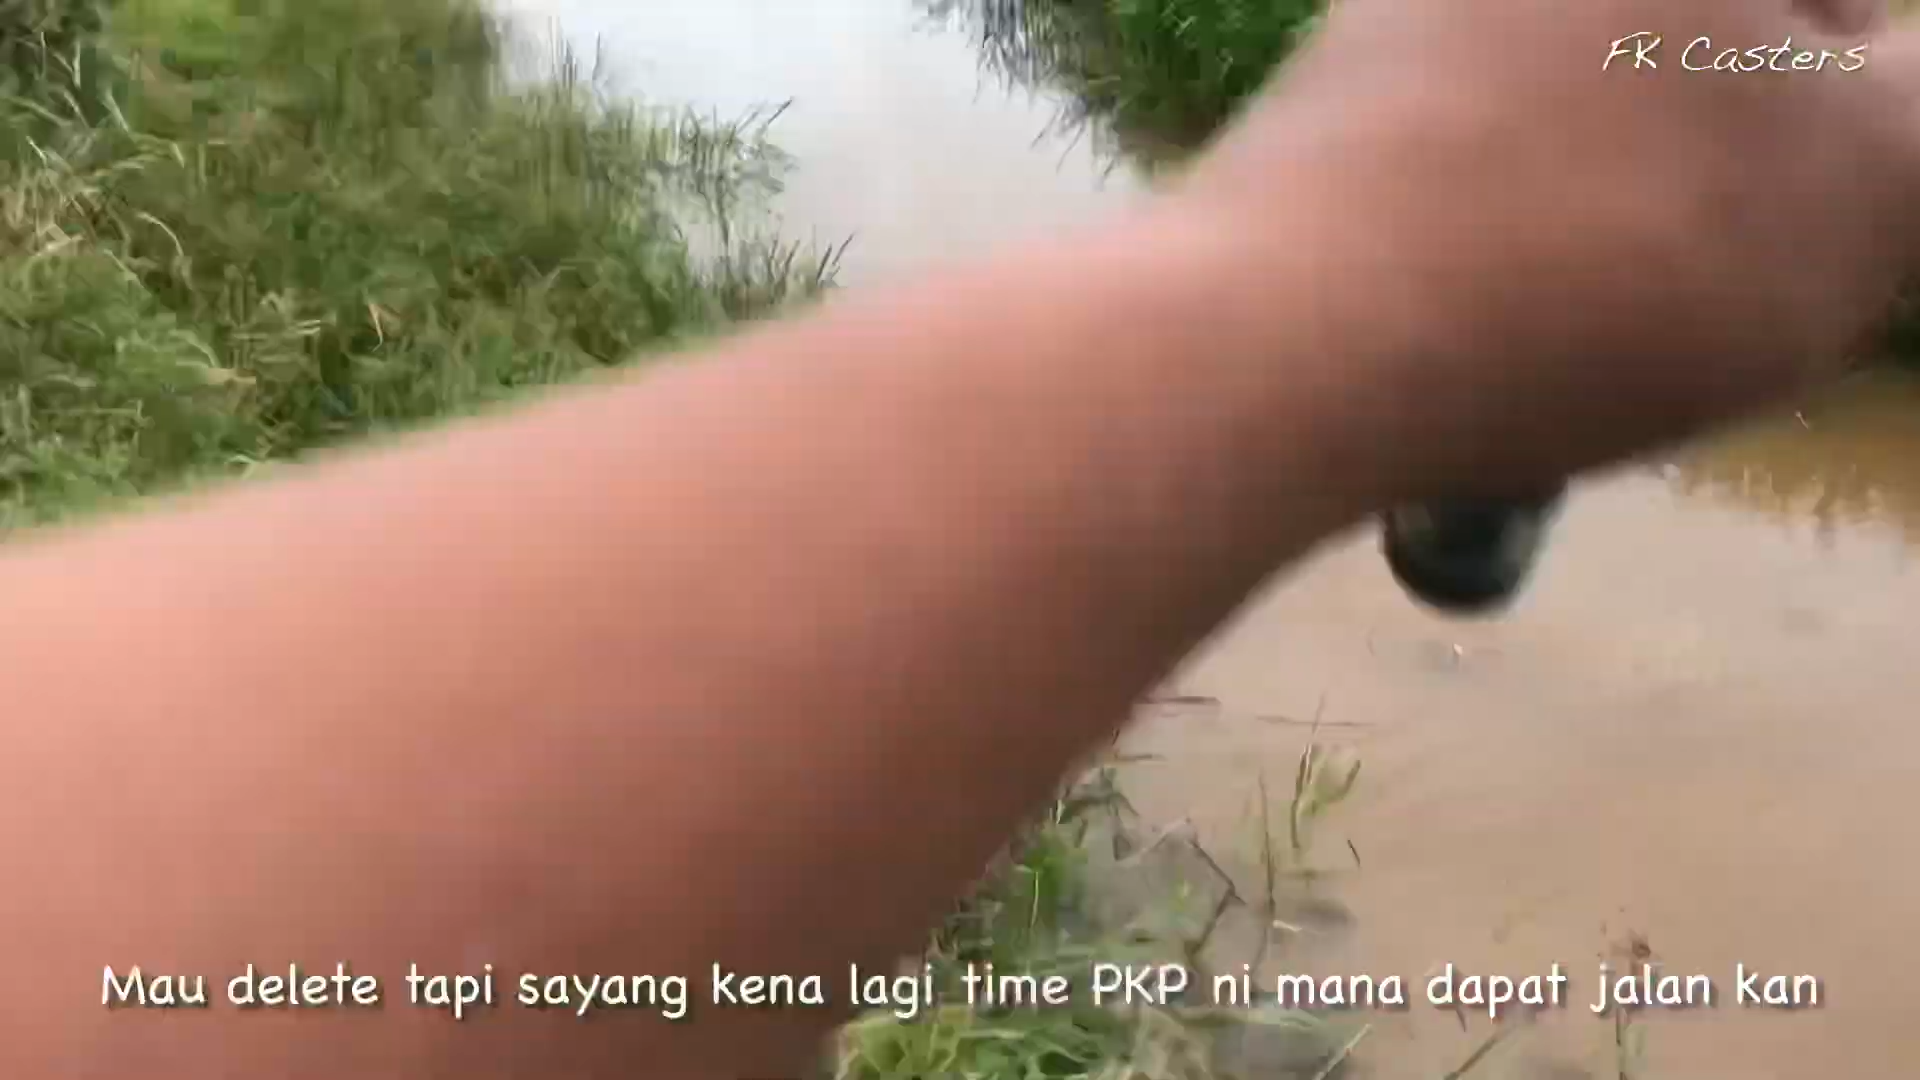 FK Casters
Mau delete tapi sayang kena lagi time PKP ni mana dapat jalan kan